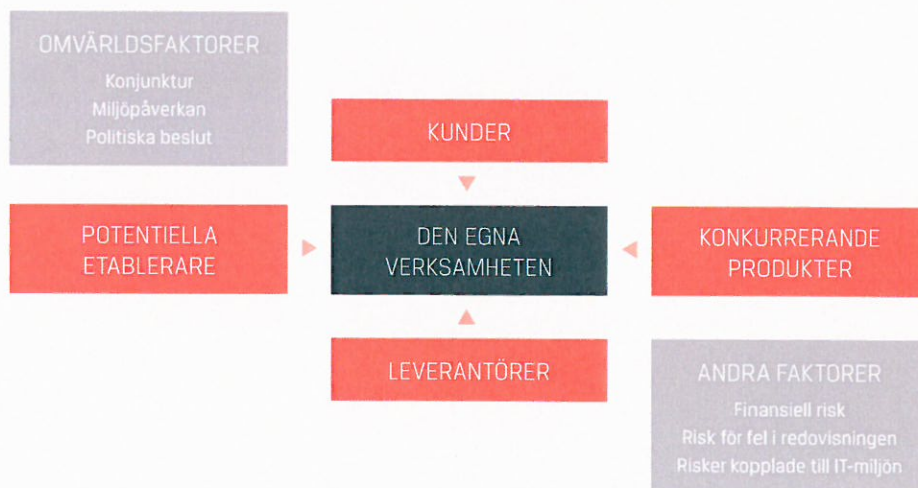 OMVÄRLDSFAKTORER
Konjunktur
Miljöpåverkan
Politiska beslut
KUNDER
POTENTIELLA
ETABLERARE
DEN EGNA
VERKSAMHETEN
KONKURRERANDE
PRODUKTER
LEVERANTÖRER
ANDRA FAKTORER
Finansiell risk
Risk för fel i redovisningen
Risker kopplade till IT-miljön